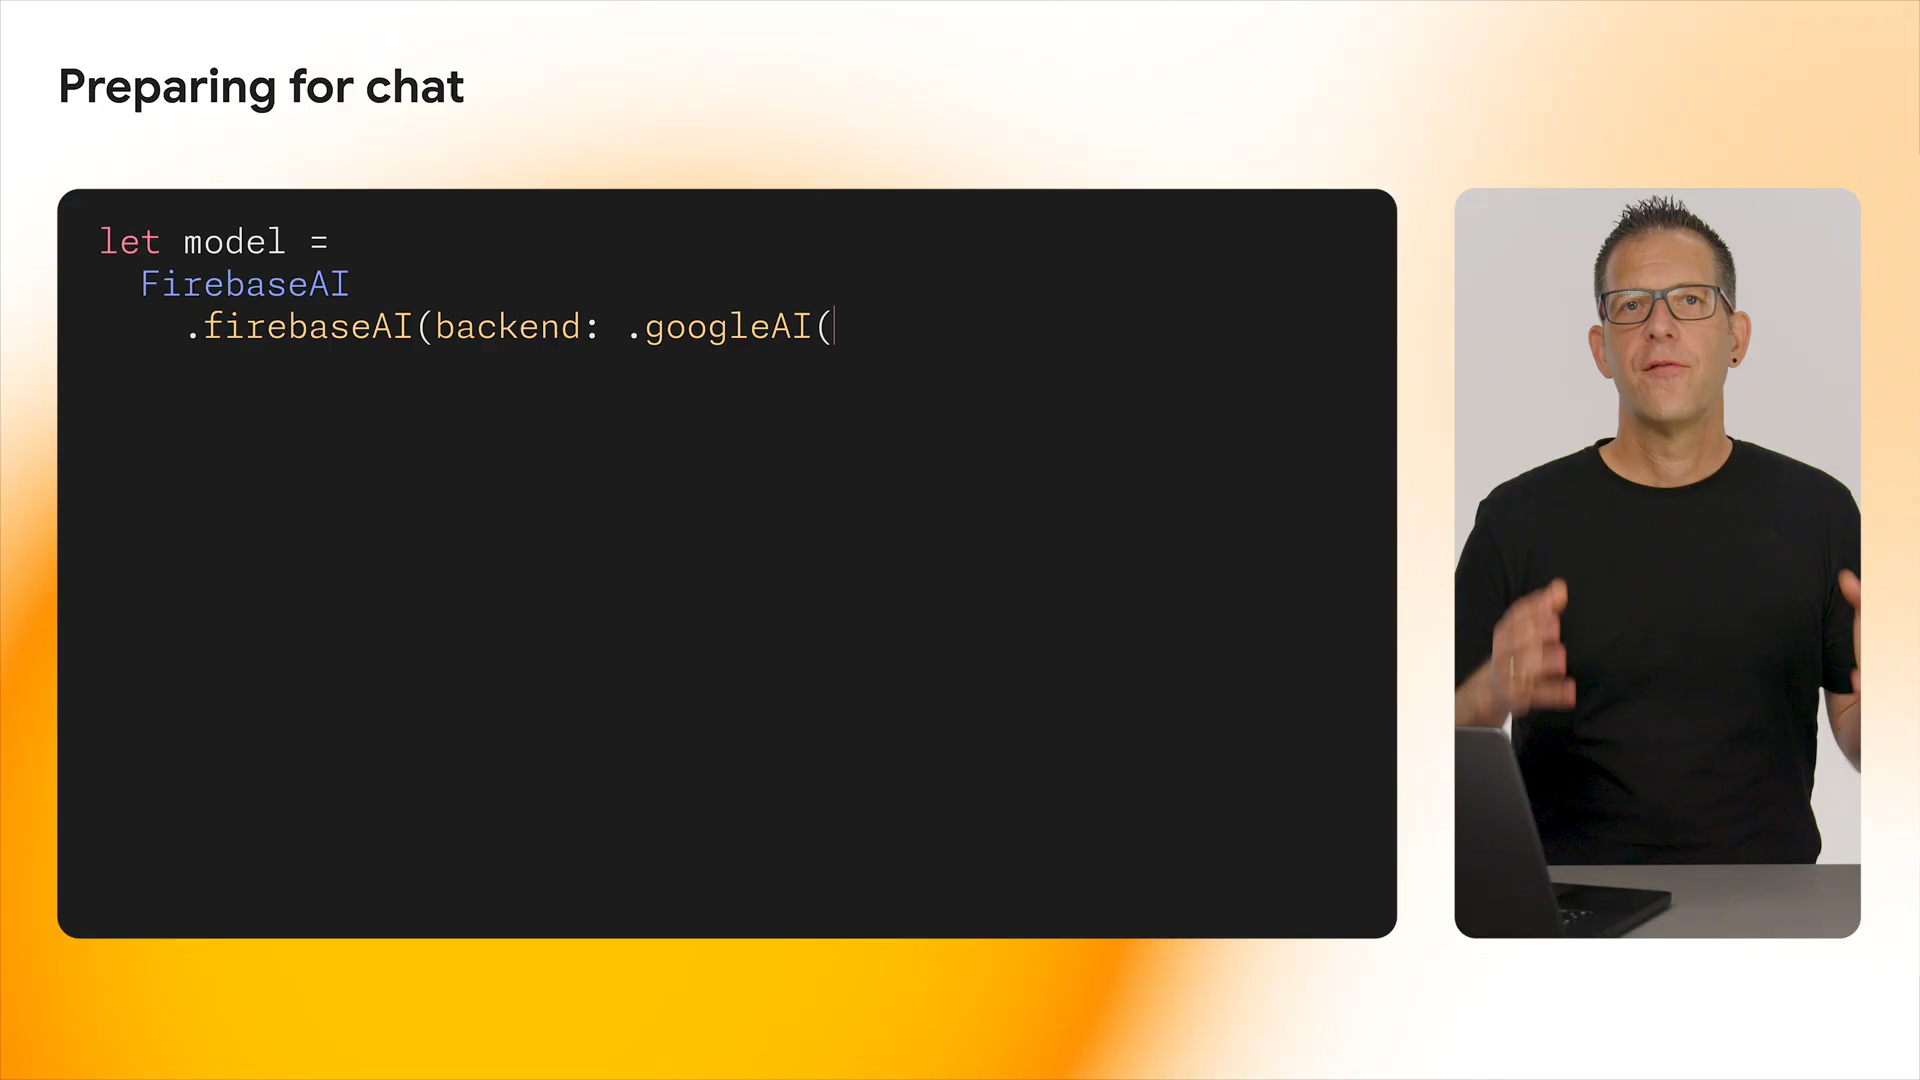 Preparing for chat
let model =
FirebaseAI
.firebaseAI(backend: .googleAI(